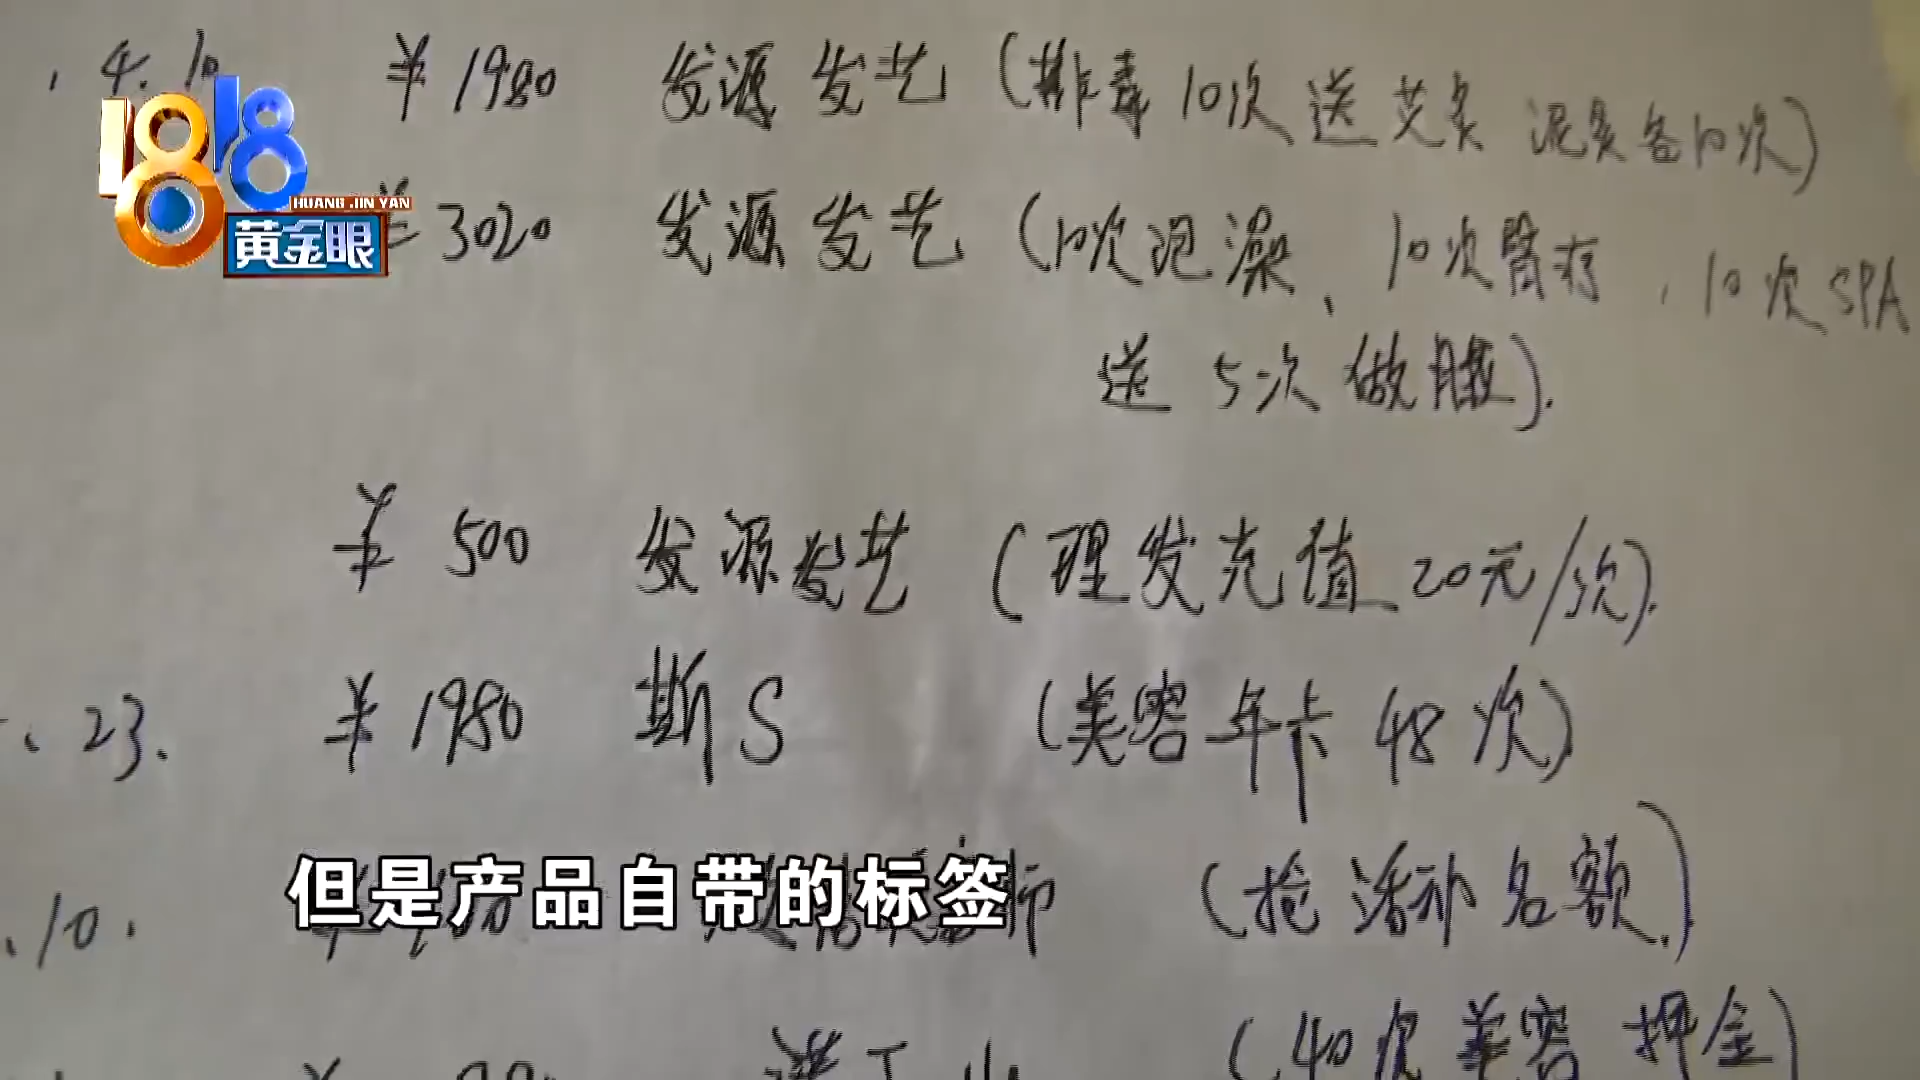 .4.10 ¥1980 发源发艺 (排毒10次送艾灸 泥灸各10次)
1818
HUANG JIN YAN
黄金眼
¥3020 发源发艺 (10次泡澡、10次肾疗,10次SPA
送5次做腿).
¥500 发源发艺 (理发充值20元/次).
.23. ¥1980 斯S (美容年卡48次)
但是产品自带的标签
.10. 师 (抢活动名额.)
(40次美容押金)